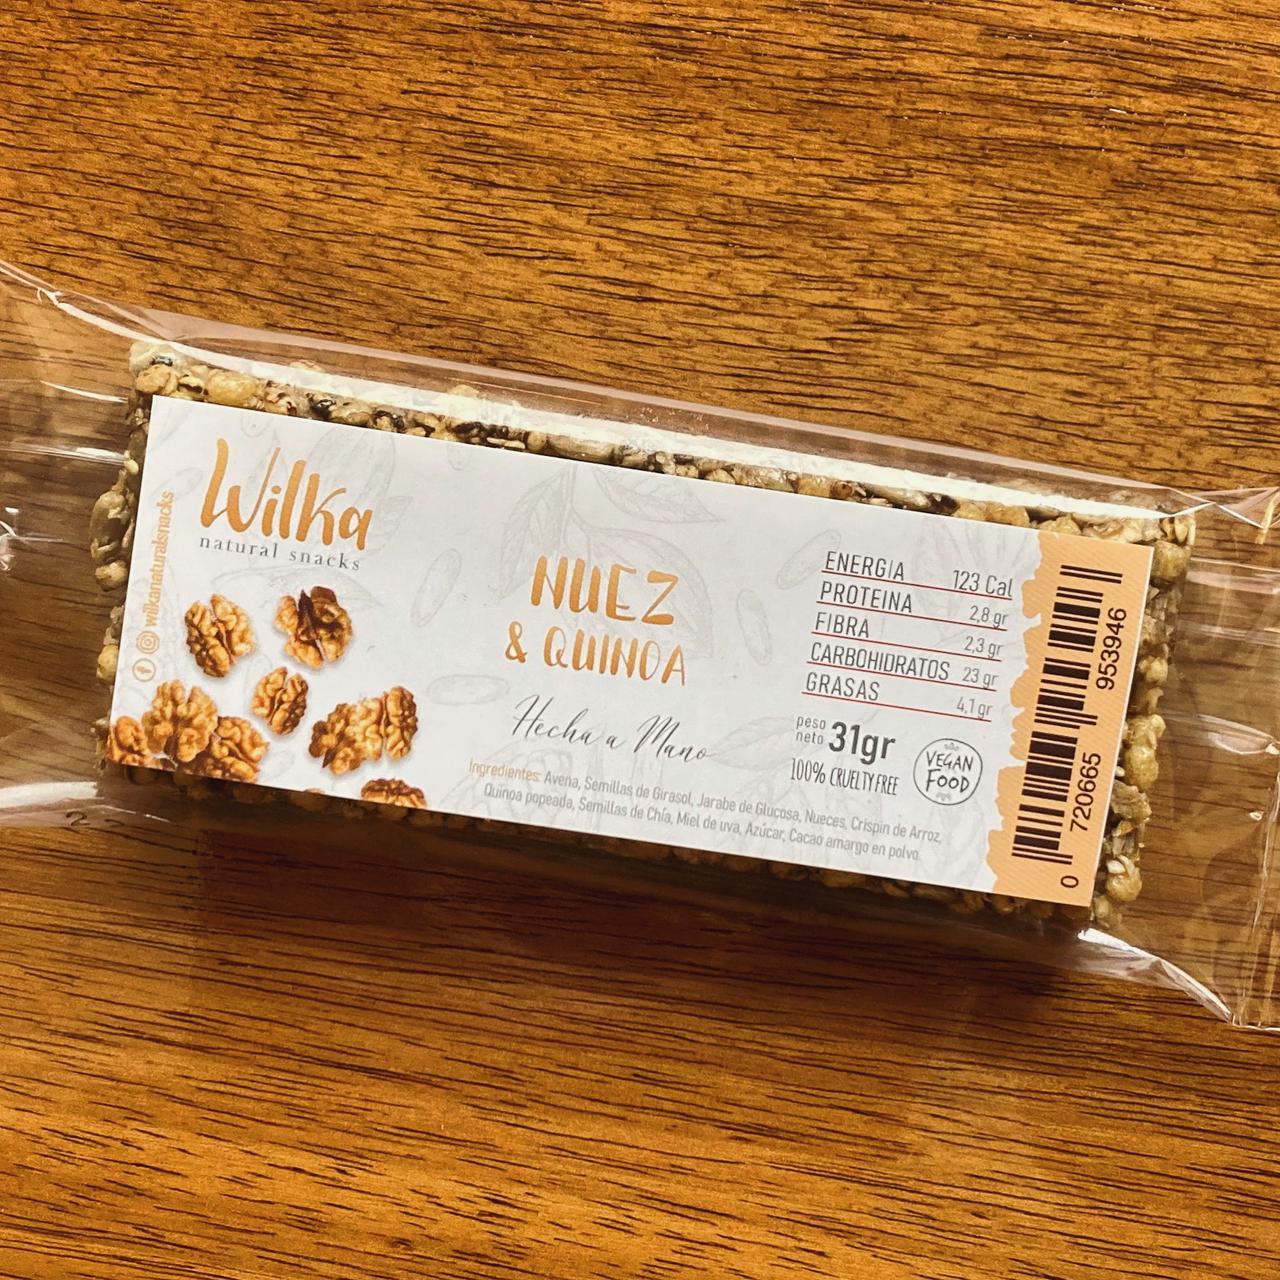 Wilka
natural snacks
wilkanaturalsnacks
NUEZ
& QUINOA
Hecha a Mano
Ingredientes: Avena, Semillas de Girasol, Jarabe de Glucosa, Nueces, Crispin de Arroz,
Quinoa popeada, Semillas de Chía, Miel de uva, Azúcar, Cacao amargo en polvo.
ENERGIA 123 Cal
PROTEINA 2,8 gr
FIBRA 2,3 gr
CARBOHIDRATOS 23 gr
GRASAS 4,1 gr
peso
neto 31gr
100% CRUELTY FREE
VEGAN
FOOD
0 720665 953946